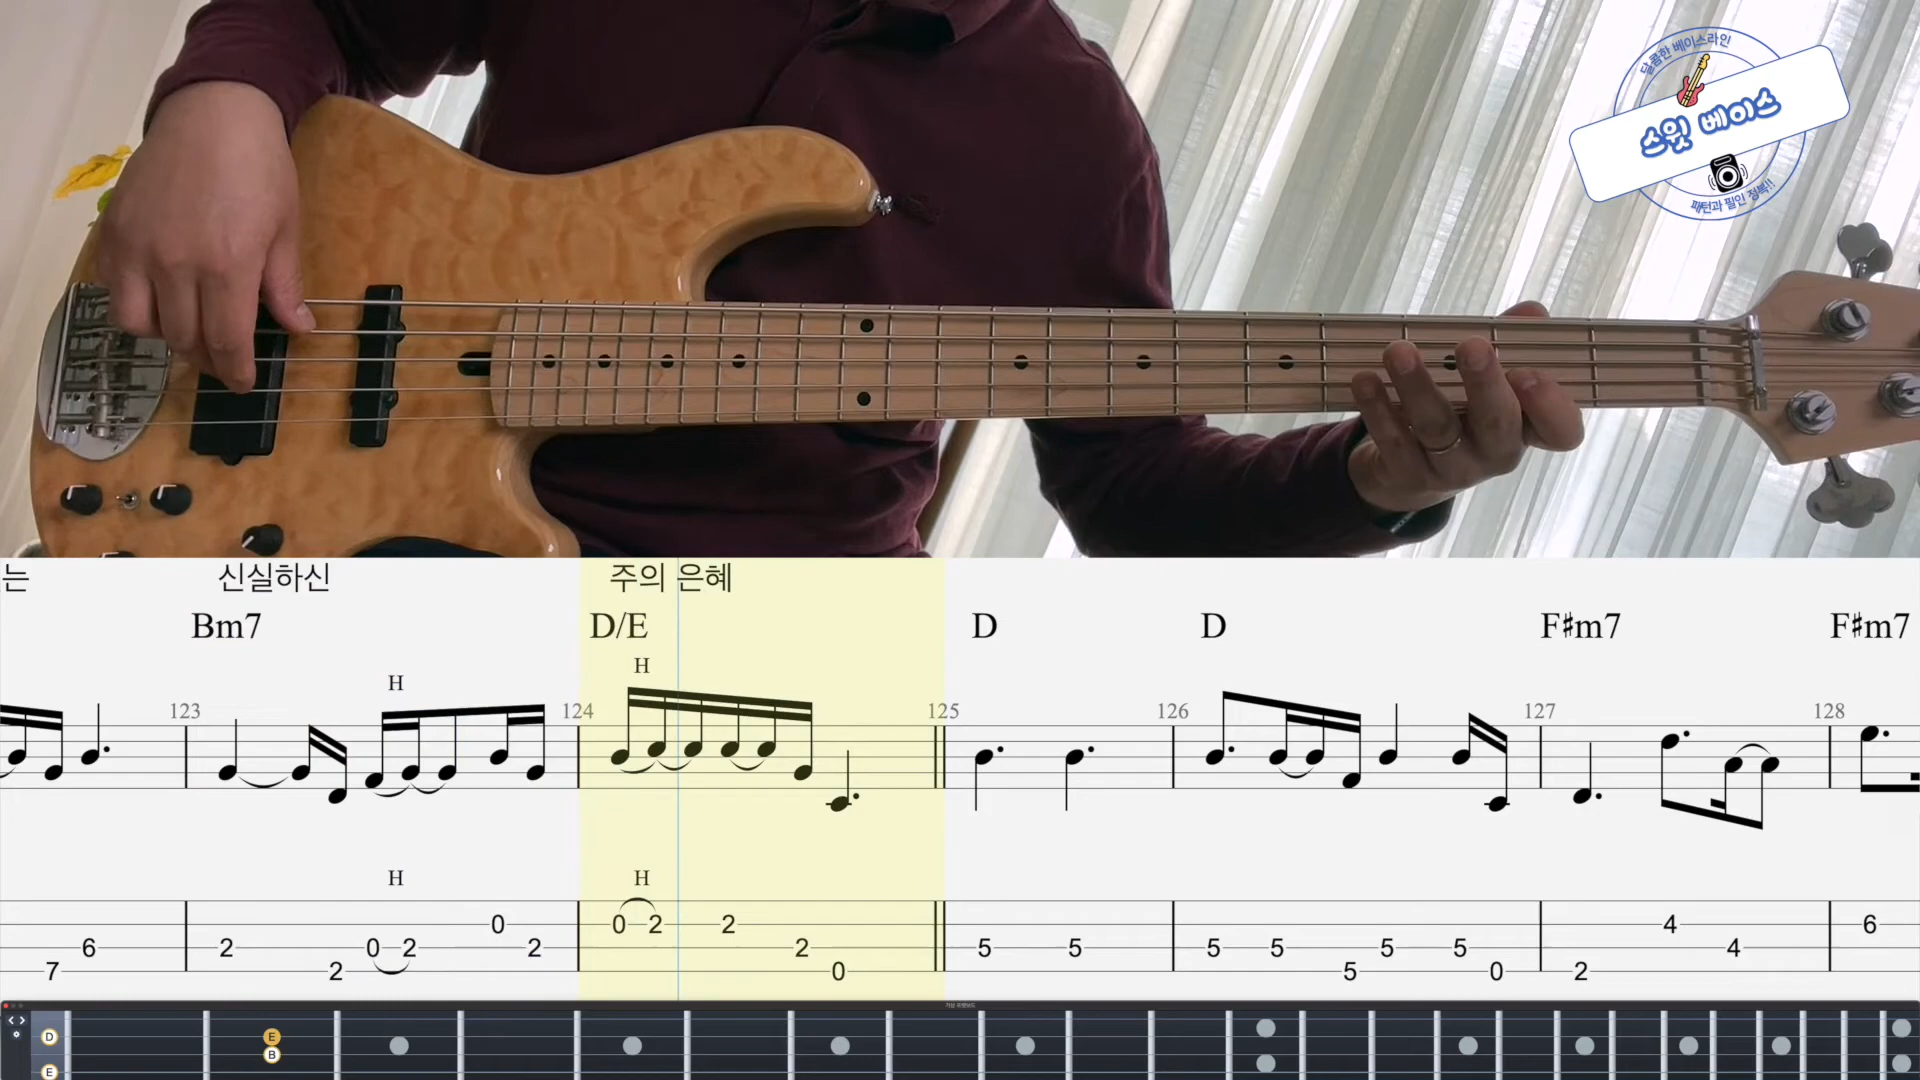 달콤한 베이스라인
스윗 베이스
패턴과 필인 정복!!
는 신실하신 주의 은혜
Bm7 D/E D D F♯m7 F♯m7
H H
123 124 125 126 127 128
H H
0 0 2 2 4 6
6 2 0 2 2 2 5 5 5 5 5 5 4
7 2 0 5 0 2
D E
B
E